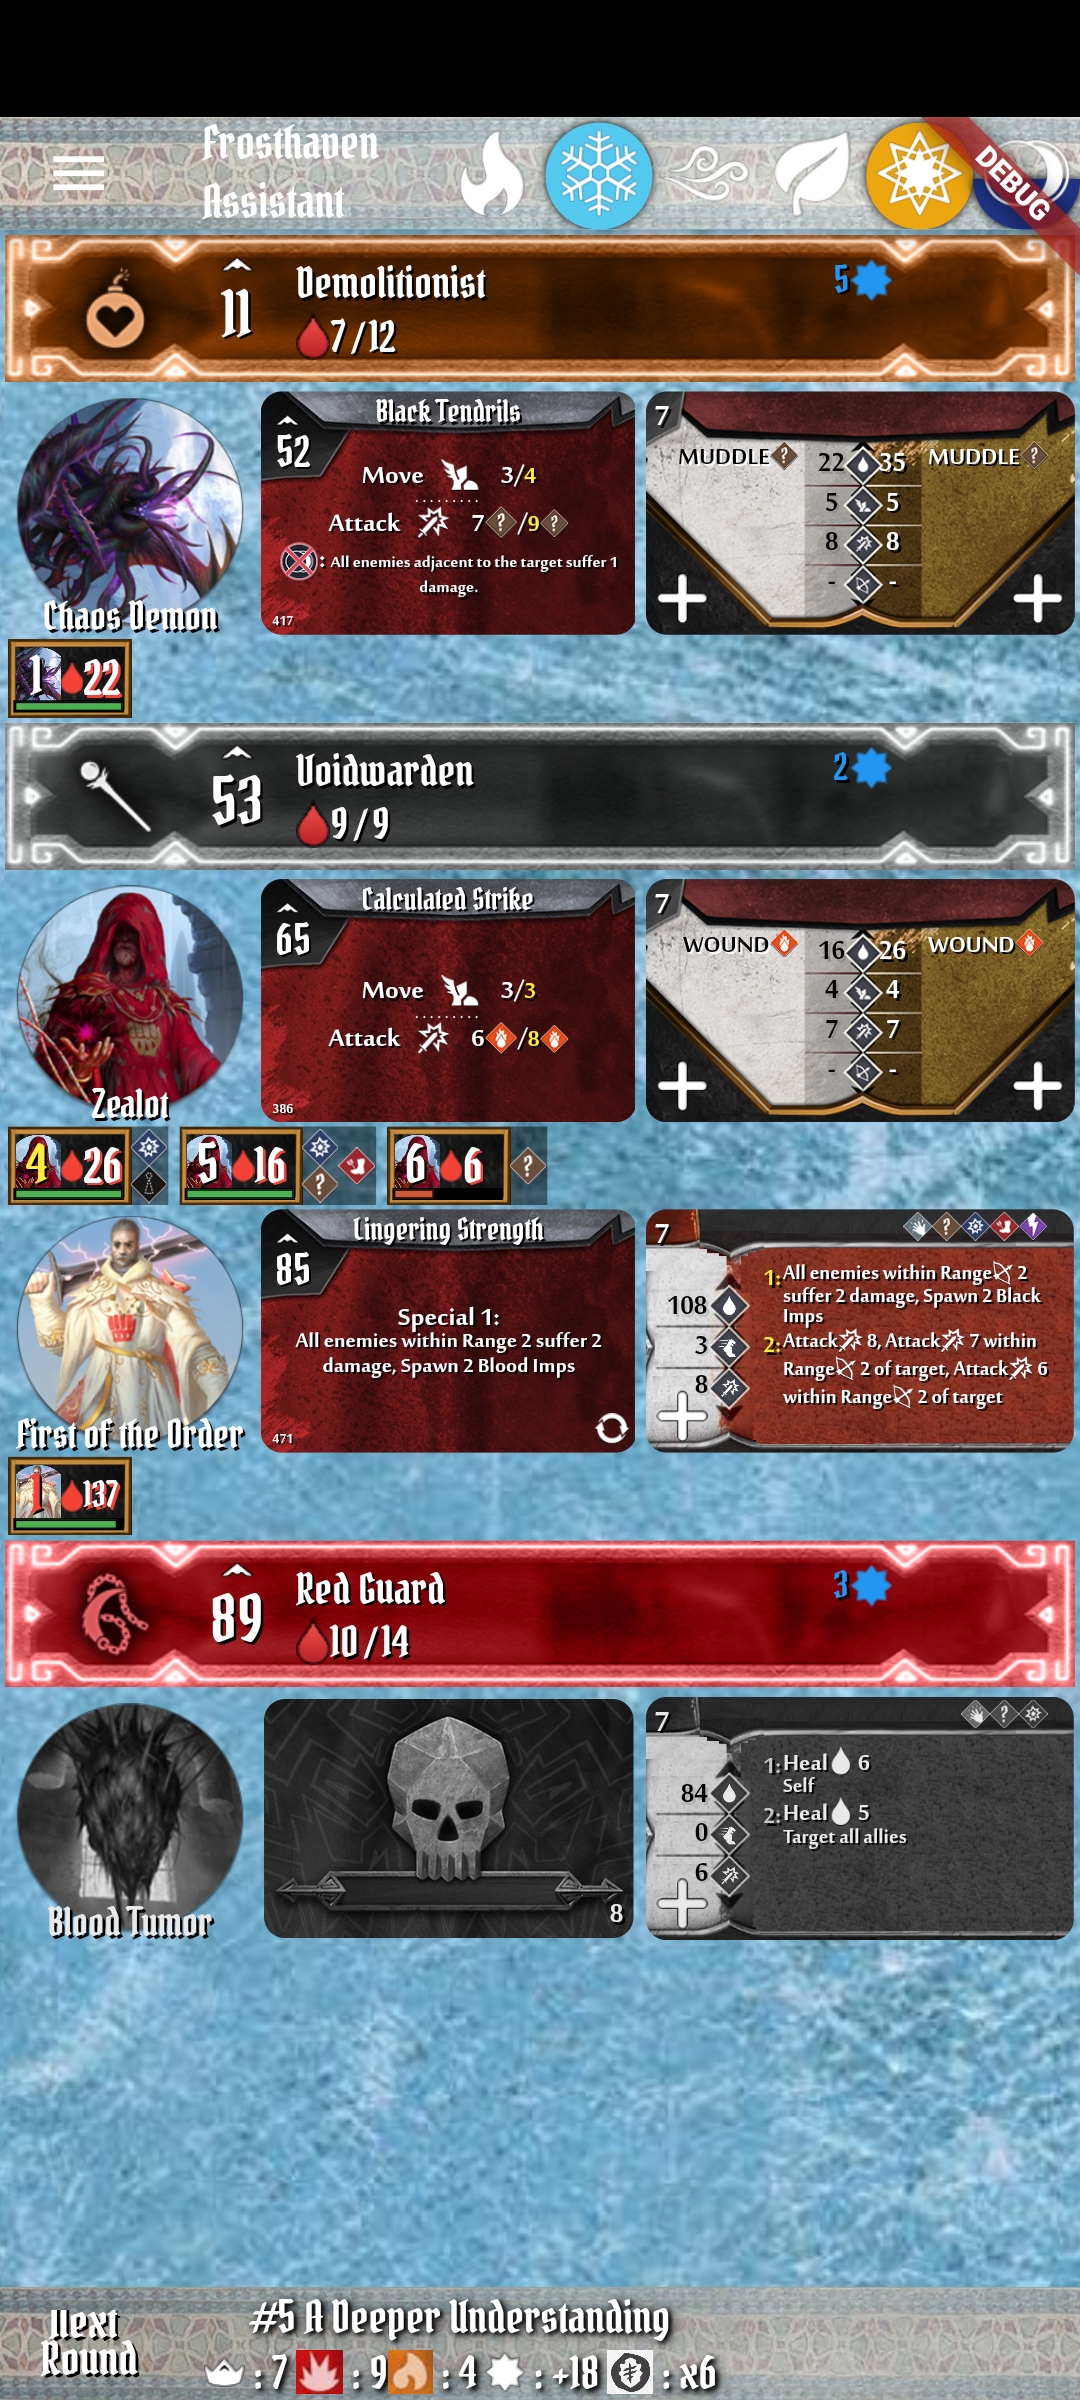 Frosthaven
Assistant
DEBUG
11 Demolitionist 5
7/12
Black Tendrils
52
Move 3/4
Attack 7 /9
: All enemies adjacent to the target suffer 1
damage.
417
7
MUDDLE 22 35 MUDDLE
5 5
8 8
- -
Chaos Demon
1 22
53 Voidwarden 2
9/9
Calculated Strike
65
Move 3/3
Attack 6 /8
386
7
WOUND 16 26 WOUND
4 4
7 7
- -
Zealot
4 26 5 16 6 6
Lingering Strength
85
Special 1:
All enemies within Range 2 suffer 2
damage, Spawn 2 Blood Imps
471
7
108
3
8
1: All enemies within Range 2
suffer 2 damage, Spawn 2 Black
Imps
2: Attack 8, Attack 7 within
Range 2 of target, Attack 6
within Range 2 of target
First of the Order
1 137
89 Red Guard 3
10/14
8
7
84
0
6
1: Heal 6
Self
2: Heal 5
Target all allies
Blood Tumor
Next
Round
#5 A Deeper Understanding
: 7 : 9 : 4 : +18 : x6